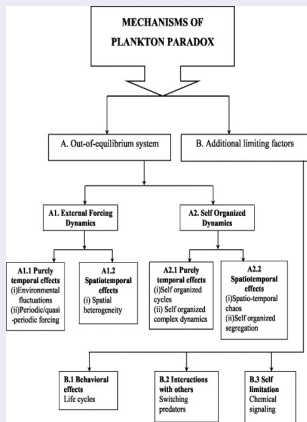 MECHANISMS OF
PLANKTON PARADOX
A. Out-of-equilibrium system
B. Additional limiting factors
A1. External Forcing
Dynamics
A2. Self Organized
Dynamics
A1.1 Purely
temporal effects
(i)Environmental
fluctuations
(ii)Periodic/quasi
-periodic forcing
A1.2
Spatiotemporal
effects
(i) Spatial
heterogeneity
A2.1 Purely
temporal effects
(i)Self organized
cycles
(ii) Self organized
complex dynamics
A2.2
Spatiotemporal
effects
(i)Spatio-temporal
chaos
(ii)Self organized
segregation
B.1 Behavioral
effects
Life cycles
B.2 Interactions
with others
Switching
predators
B.3 Self
limitation
Chemical
signaling